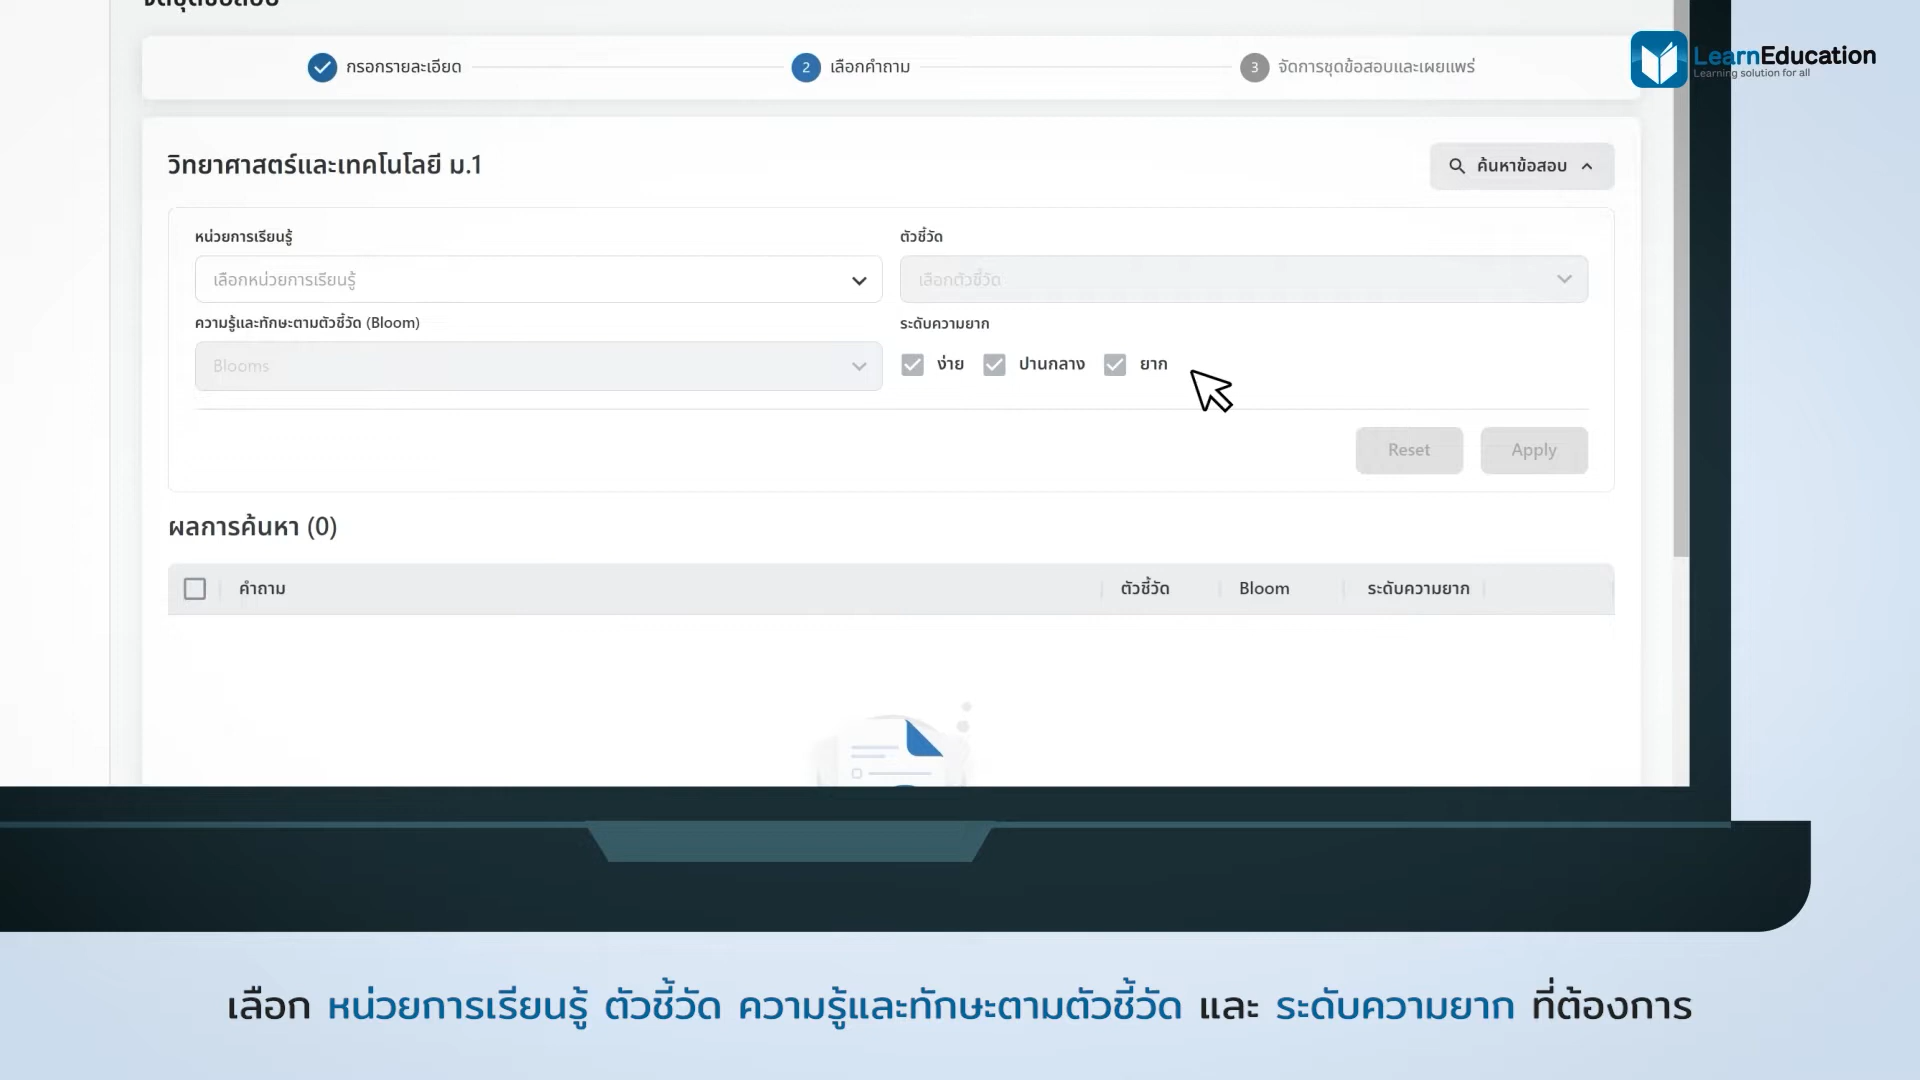 จัดชุดข้อสอบ
กรอกรายละเอียด
2 เลือกคำถาม
3 จัดการชุดข้อสอบและเผยแพร่
LearnEducation
Learning solution for all
วิทยาศาสตร์และเทคโนโลยี ม.1
ค้นหาข้อสอบ
หน่วยการเรียนรู้
ตัวชี้วัด
เลือกหน่วยการเรียนรู้
เลือกตัวชี้วัด
ความรู้และทักษะตามตัวชี้วัด (Bloom)
ระดับความยาก
Blooms
ง่าย ปานกลาง ยาก
Reset Apply
ผลการค้นหา (0)
คำถาม ตัวชี้วัด Bloom ระดับความยาก
เลือก หน่วยการเรียนรู้ ตัวชี้วัด ความรู้และทักษะตามตัวชี้วัด และ ระดับความยาก ที่ต้องการ